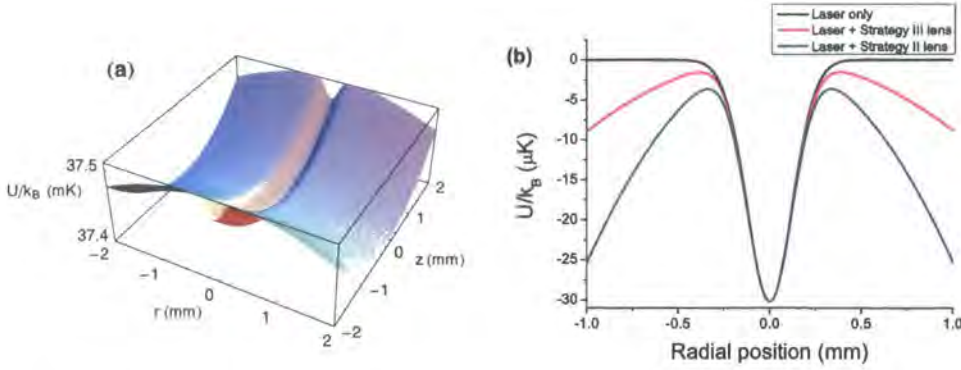 (a)
37.5
U/kB (mK)
37.4
-2
-1
0
1
2
r (mm)
-2
-1
0
1
2
z (mm)
(b)
Laser only
Laser + Strategy iii lens
Laser + Strategy II lens
0
-5
-10
-15
-20
-25
-30
U/kB (μK)
-1.0
-0.5
0.0
0.5
1.0
Radial position (mm)